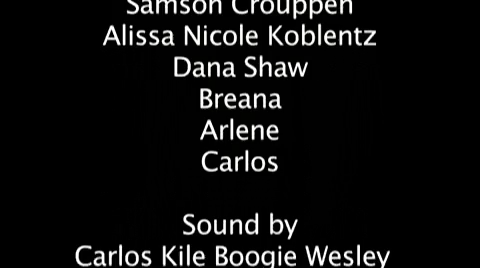 Samson Crouppen
Alissa Nicole Koblentz
Dana Shaw
Breana
Arlene
Carlos
Sound by
Carlos Kile Boogie Wesley